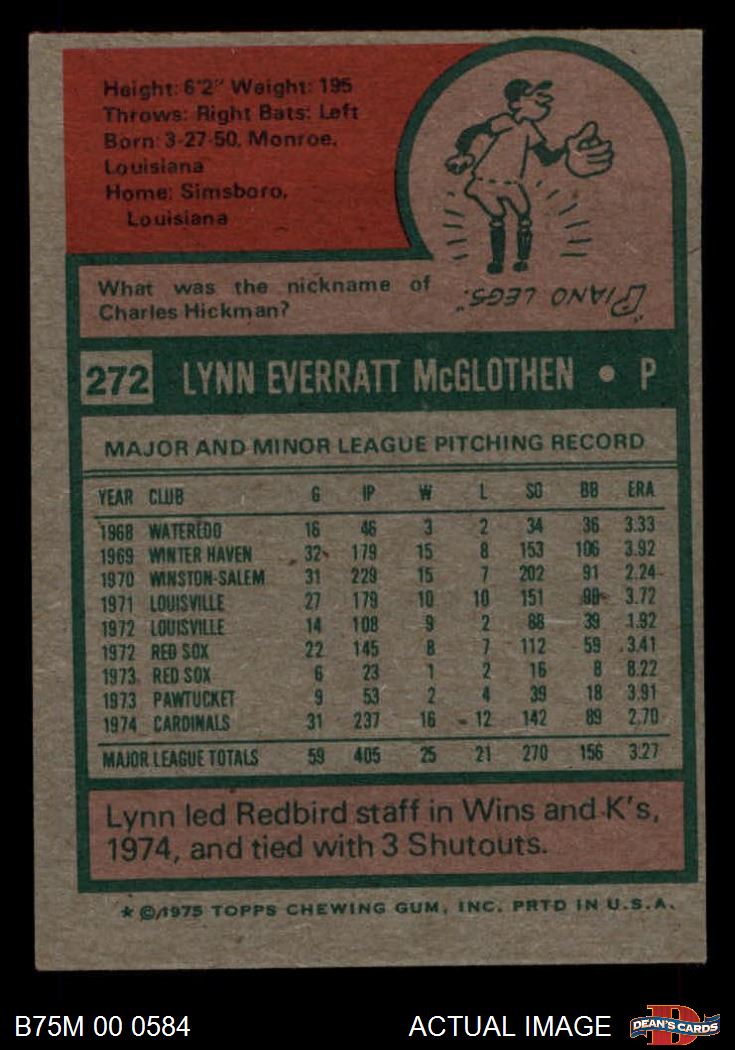 Height: 6'2" Weight: 195
Throws: Right Bats: Left
Born: 3-27-50, Monroe,
Louisiana
Home: Simsboro,
Louisiana
What was the nickname of
Charles Hickman?
"PIANO LEGS."
272 LYNN EVERRATT McGLOTHEN • P
MAJOR AND MINOR LEAGUE PITCHING RECORD
YEAR CLUB G IP W L SO BB ERA
1968 WATERLOO 16 46 3 2 34 36 3.33
1969 WINTER HAVEN 32 179 15 8 153 106 3.92
1970 WINSTON-SALEM 31 229 15 7 202 91 2.24
1971 LOUISVILLE 27 179 10 10 151 98 3.72
1972 LOUISVILLE 14 108 9 2 88 39 1.92
1972 RED SOX 22 145 8 7 112 59 3.41
1973 RED SOX 6 23 1 2 16 8 8.22
1973 PAWTUCKET 9 53 2 4 39 18 3.91
1974 CARDINALS 31 237 16 12 142 89 2.70
MAJOR LEAGUE TOTALS 59 405 25 21 270 156 3.27
Lynn led Redbird staff in Wins and K's,
1974, and tied with 3 Shutouts.
★ © 1975 TOPPS CHEWING GUM, INC. PRTD IN U.S.A.
B75M 00 0584 ACTUAL IMAGE D DEAN'S CARDS